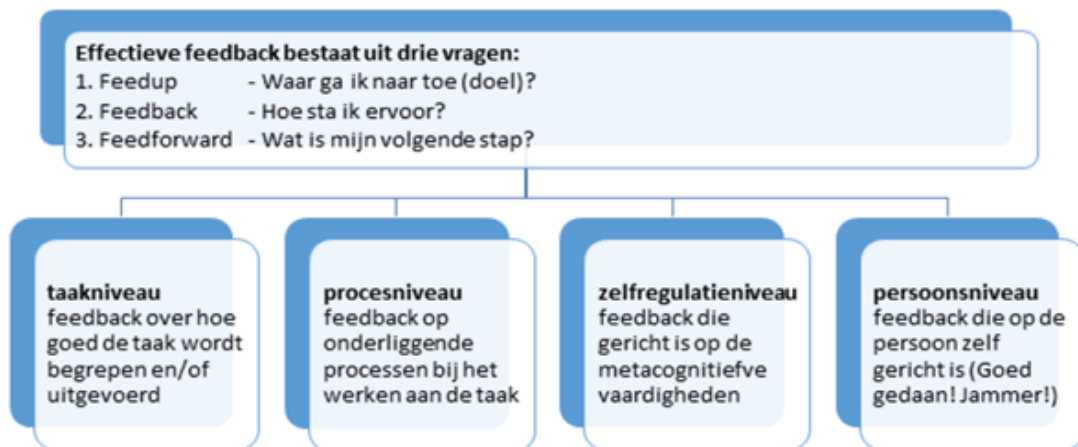 Effectieve feedback bestaat uit drie vragen:
1. Feedup - Waar ga ik naar toe (doel)?
2. Feedback - Hoe sta ik ervoor?
3. Feedforward - Wat is mijn volgende stap?
taakniveau
feedback over hoe
goed de taak wordt
begrepen en/of
uitgevoerd
procesniveau
feedback op
onderliggende
processen bij het
werken aan de taak
zelfregulatieniveau
feedback die
gericht is op de
metacognitiefve
vaardigheden
persoonsniveau
feedback die op de
persoon zelf
gericht is (Goed
gedaan! Jammer!)